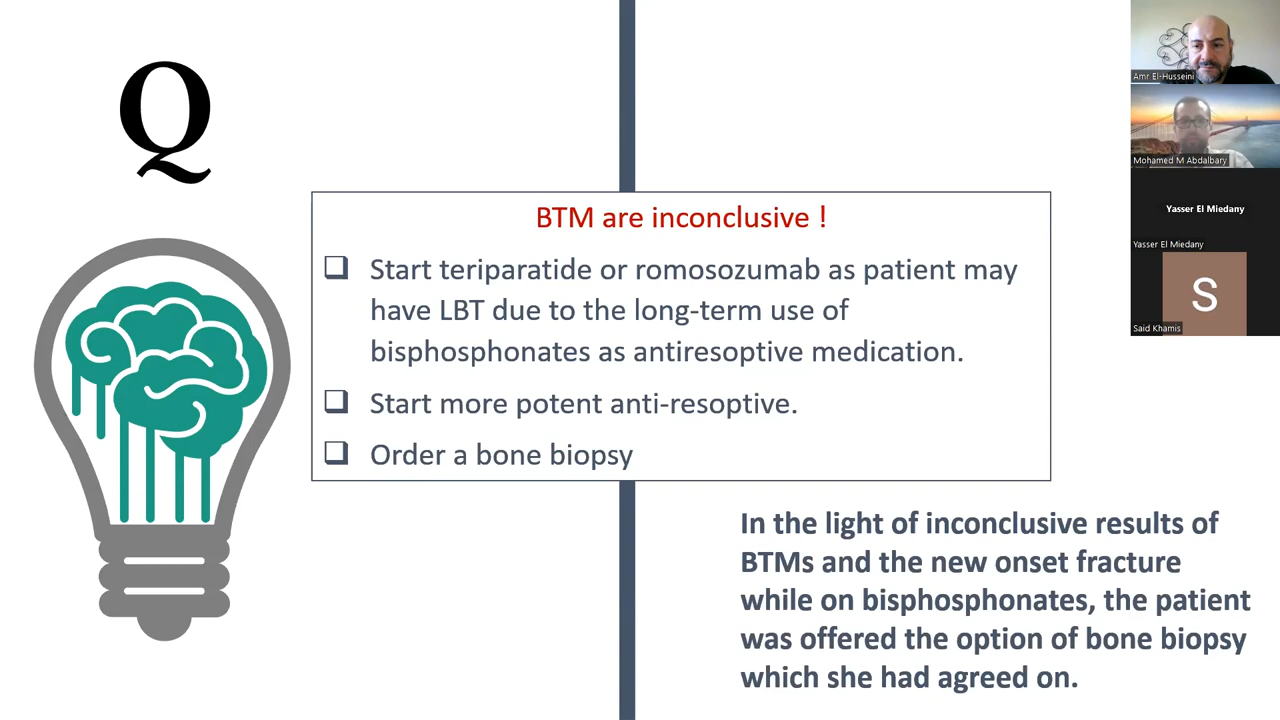 Q
BTM are inconclusive !
Start teriparatide or romosozumab as patient may
have LBT due to the long-term use of
bisphosphonates as antiresoptive medication.
Start more potent anti-resoptive.
Order a bone biopsy
In the light of inconclusive results of
BTMs and the new onset fracture
while on bisphosphonates, the patient
was offered the option of bone biopsy
which she had agreed on.
Amr El-Husseini
Mohamed M Abdalbary
Yasser El Miedany
Yasser El Miedany
S
Said Khamis